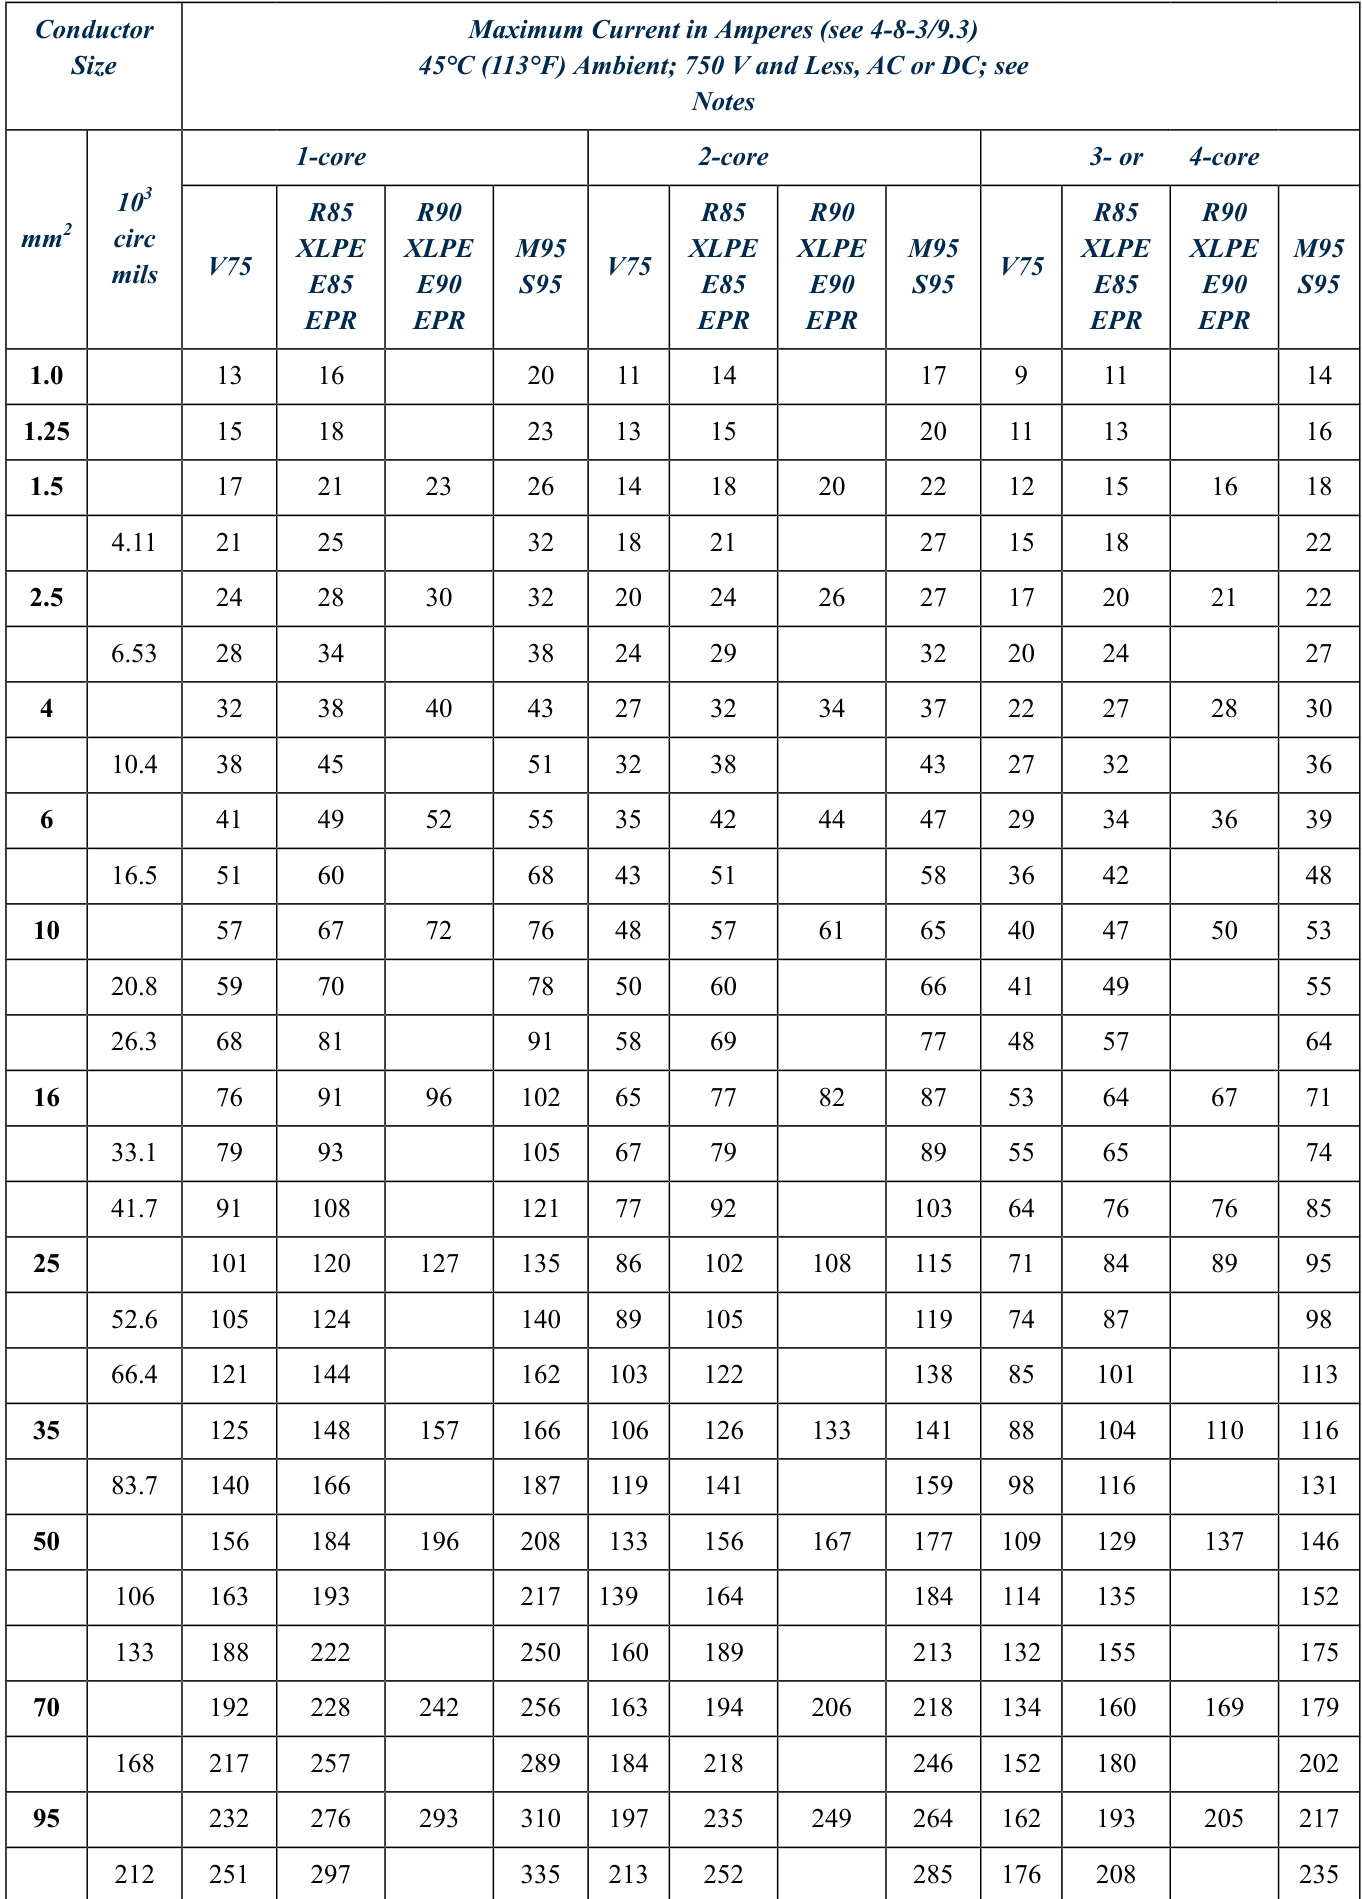 Conductor
Size
Maximum Current in Amperes (see 4-8-3/9.3)
45°C (113°F) Ambient; 750 V and Less, AC or DC; see
Notes
mm2
103
circ
mils
1-core 2-core 3- or 4-core
V75 R85 XLPE E85 EPR R90 XLPE E90 EPR M95 S95 V75 R85 XLPE E85 EPR R90 XLPE E90 EPR M95 S95 V75 R85 XLPE E85 EPR R90 XLPE E90 EPR M95 S95
1.0 13 16 20 11 14 17 9 11 14
1.25 15 18 23 13 15 20 11 13 16
1.5 17 21 23 26 14 18 20 22 12 15 16 18
4.11 21 25 32 18 21 27 15 18 22
2.5 24 28 30 32 20 24 26 27 17 20 21 22
6.53 28 34 38 24 29 32 20 24 27
4 32 38 40 43 27 32 34 37 22 27 28 30
10.4 38 45 51 32 38 43 27 32 36
6 41 49 52 55 35 42 44 47 29 34 36 39
16.5 51 60 68 43 51 58 36 42 48
10 57 67 72 76 48 57 61 65 40 47 50 53
20.8 59 70 78 50 60 66 41 49 55
26.3 68 81 91 58 69 77 48 57 64
16 76 91 96 102 65 77 82 87 53 64 67 71
33.1 79 93 105 67 79 89 55 65 74
41.7 91 108 121 77 92 103 64 76 76 85
25 101 120 127 135 86 102 108 115 71 84 89 95
52.6 105 124 140 89 105 119 74 87 98
66.4 121 144 162 103 122 138 85 101 113
35 125 148 157 166 106 126 133 141 88 104 110 116
83.7 140 166 187 119 141 159 98 116 131
50 156 184 196 208 133 156 167 177 109 129 137 146
106 163 193 217 139 164 184 114 135 152
133 188 222 250 160 189 213 132 155 175
70 192 228 242 256 163 194 206 218 134 160 169 179
168 217 257 289 184 218 246 152 180 202
95 232 276 293 310 197 235 249 264 162 193 205 217
212 251 297 335 213 252 285 176 208 235